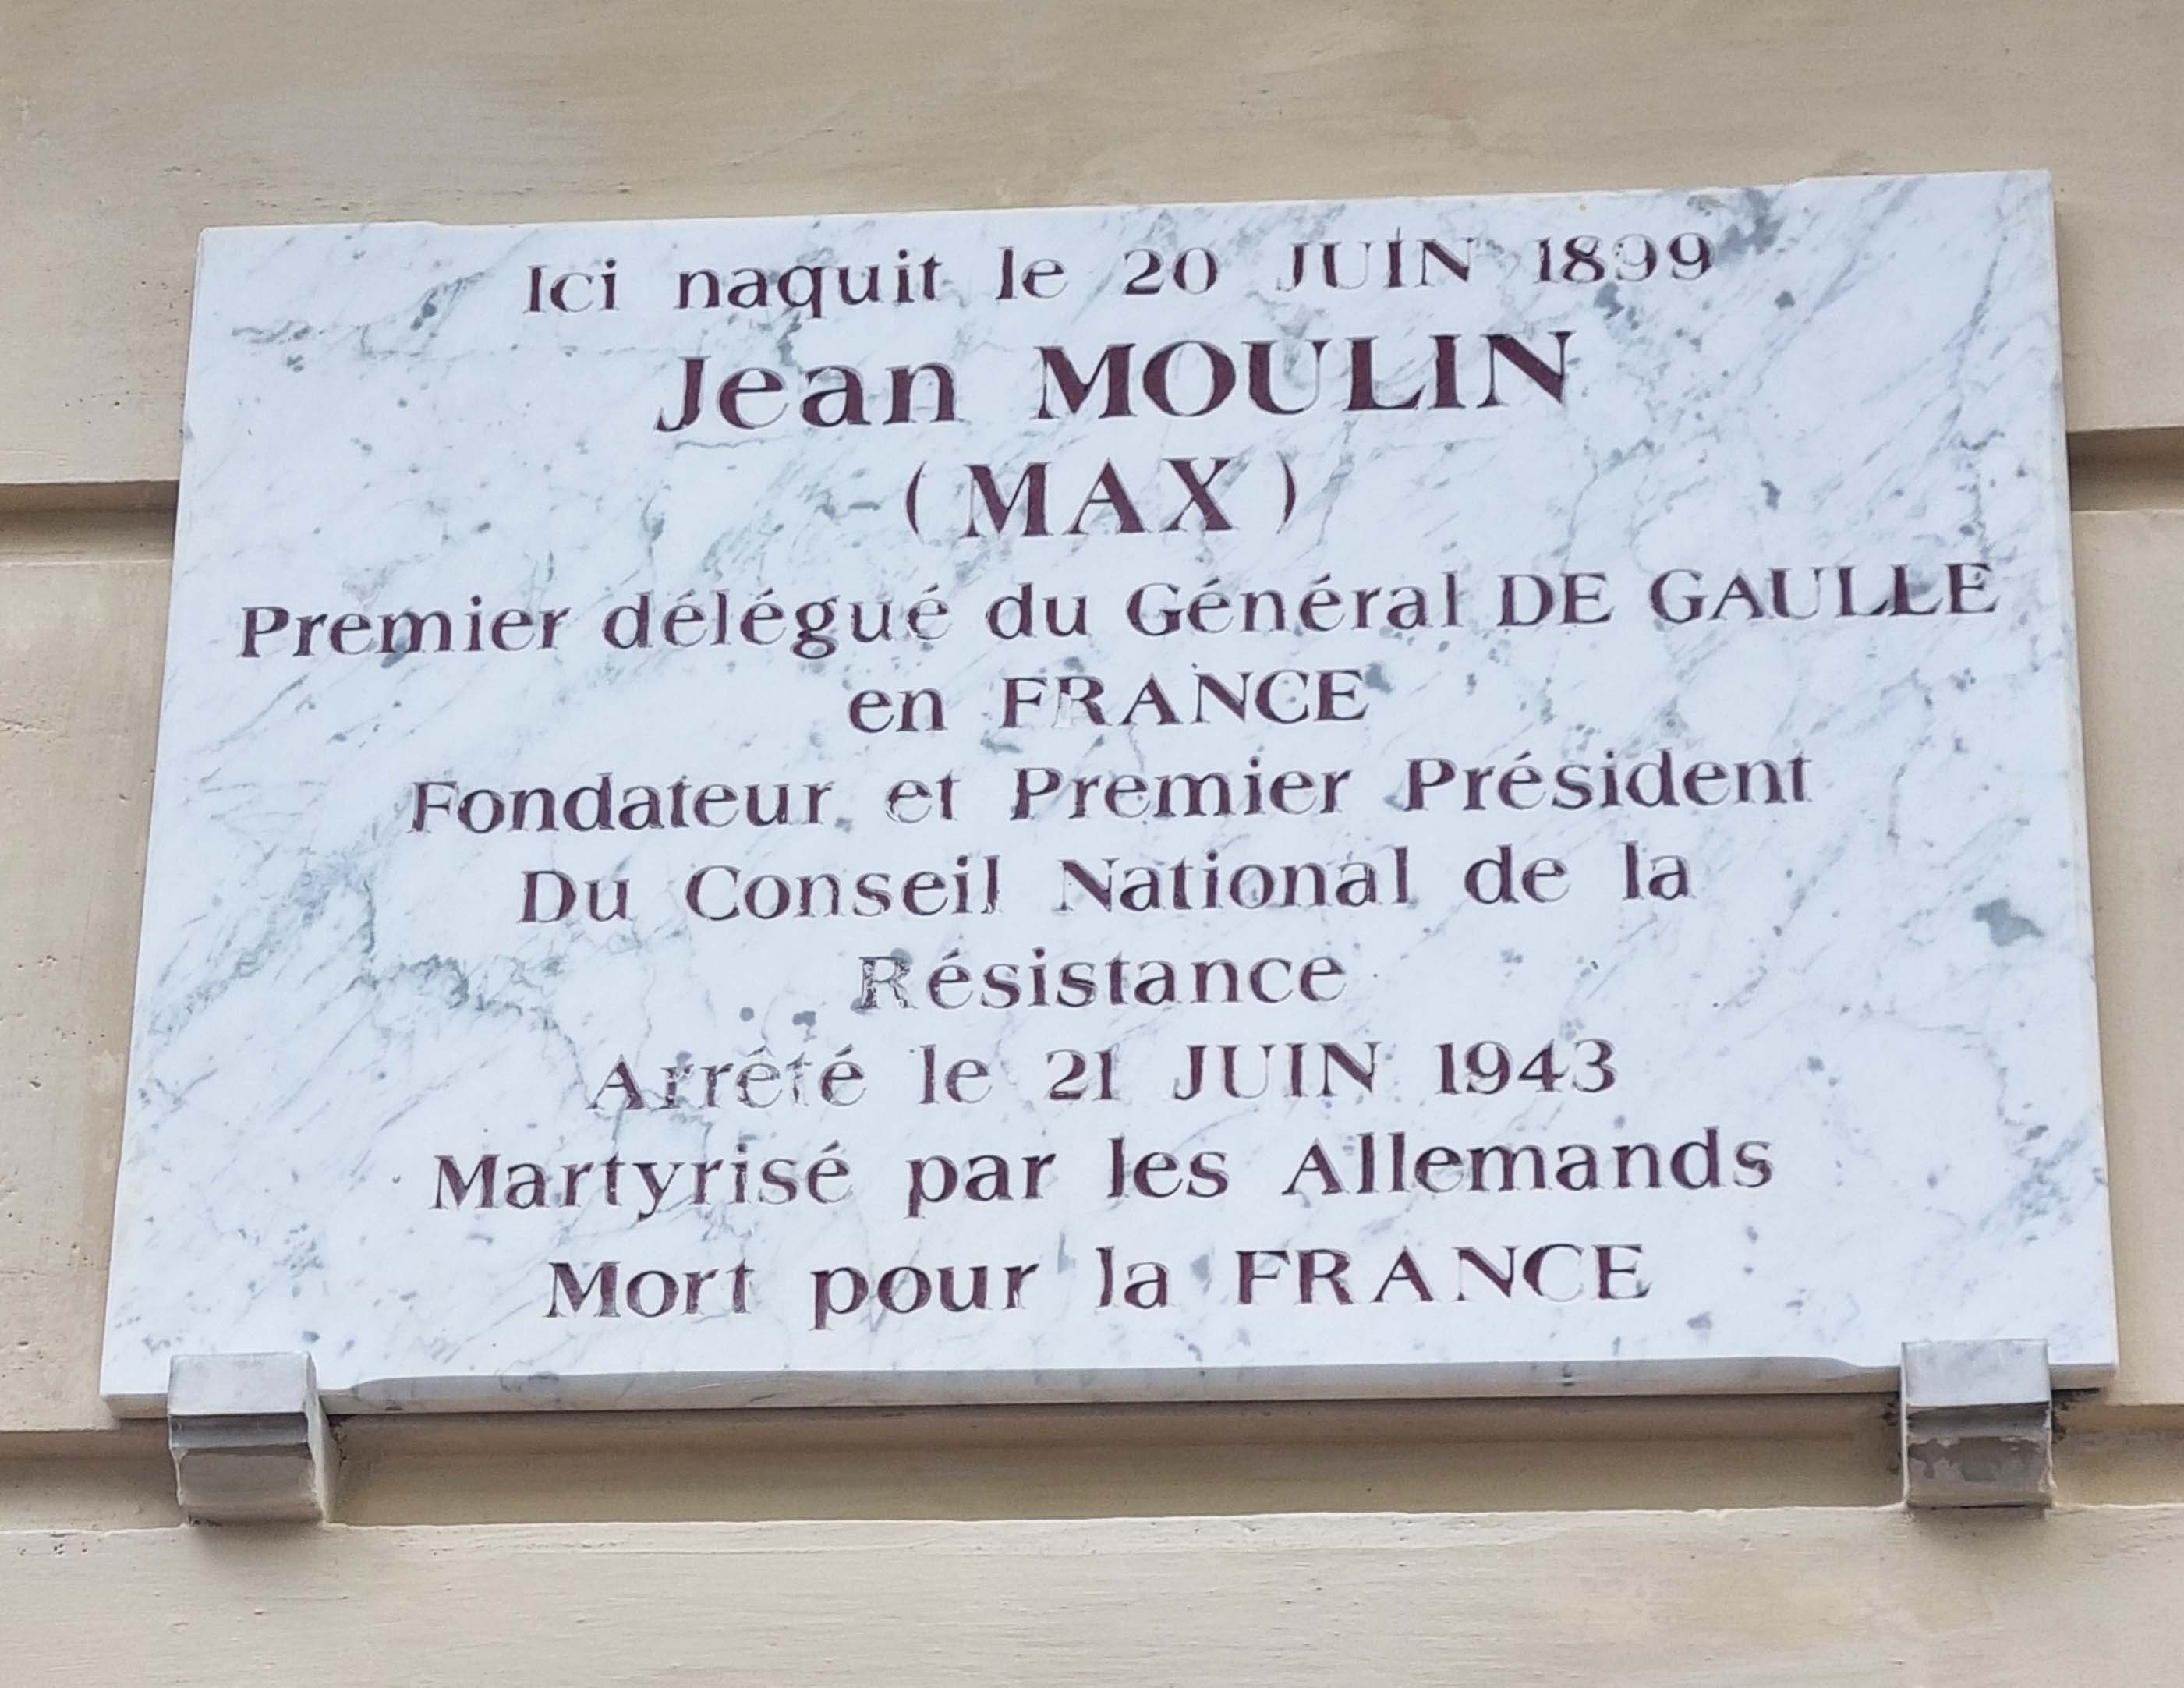 Ici naquit le 20 JUIN 1899
Jean MOULIN
(MAX)
Premier délégué du Général DE GAULLE
en FRANCE
Fondateur et Premier Président
Du Conseil National de la
Résistance
Arrêté le 21 JUIN 1943
Martyrisé par les Allemands
Mort pour la FRANCE